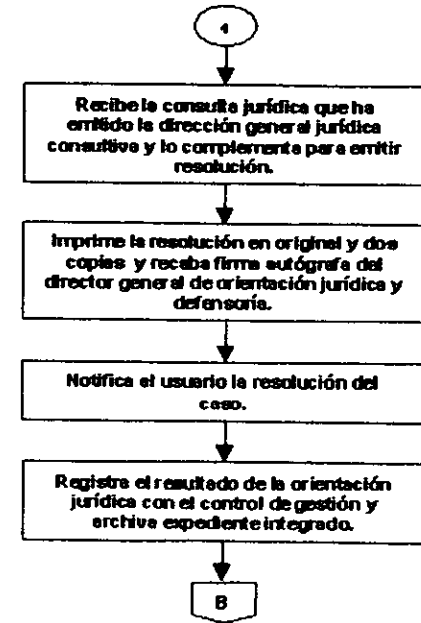 4
Recibe la consulta jurídica que ha
emitido la dirección general jurídica
consultiva y lo complementa para emitir
resolución.
Imprime la resolución en original y dos
copias y recaba firma autógrafa del
director general de orientación jurídica y
defensoría.
Notifica al usuario la resolución del
caso.
Registra el resultado de la orientación
jurídica con el control de gestión y
archiva expediente integrado.
B